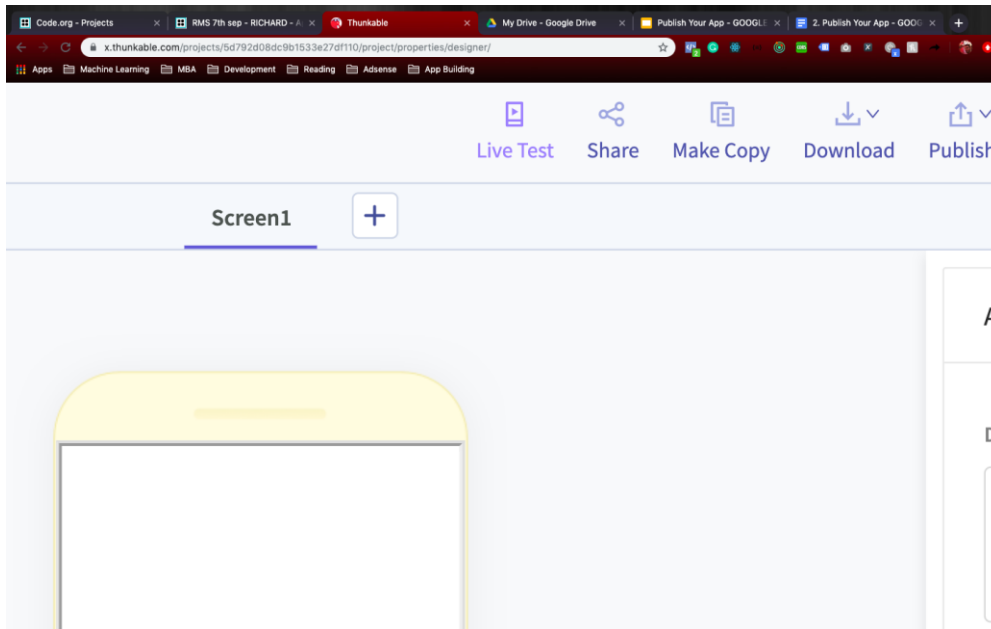 Code.org - Projects
RMS 7th sep - RICHARD - A
Thunkable
My Drive - Google Drive
Publish Your App - GOOGLE
2. Publish Your App - GOOG
x.thunkable.com/projects/5d792d08dc9b1533e27df110/project/properties/designer/
Apps Machine Learning MBA Development Reading Adsense App Building
Live Test Share Make Copy Download Publish
Screen1
A
D